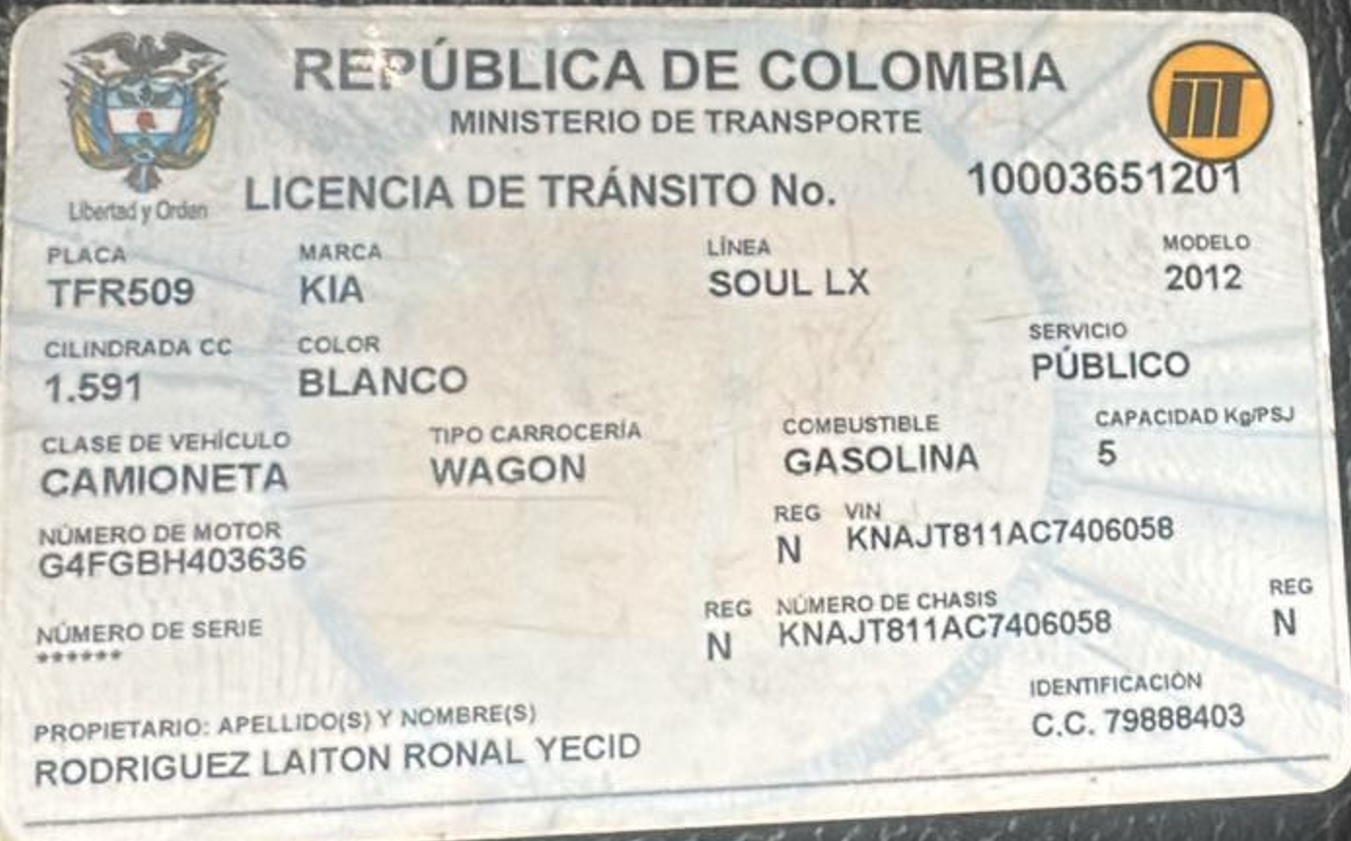 REPÚBLICA DE COLOMBIA
MINISTERIO DE TRANSPORTE
Libertad y Orden
LICENCIA DE TRÁNSITO No. 10003651201
PLACA MARCA LÍNEA MODELO
TFR509 KIA SOUL LX 2012
CILINDRADA CC COLOR SERVICIO
1.591 BLANCO PÚBLICO
CLASE DE VEHÍCULO TIPO CARROCERÍA COMBUSTIBLE CAPACIDAD Kg/PSJ
CAMIONETA WAGON GASOLINA 5
NÚMERO DE MOTOR REG VIN
G4FGBH403636 N KNAJT811AC7406058
NÚMERO DE SERIE REG NÚMERO DE CHASIS REG
****** N KNAJT811AC7406058 N
PROPIETARIO: APELLIDO(S) Y NOMBRE(S) IDENTIFICACIÓN
RODRIGUEZ LAITON RONAL YECID C.C. 79888403